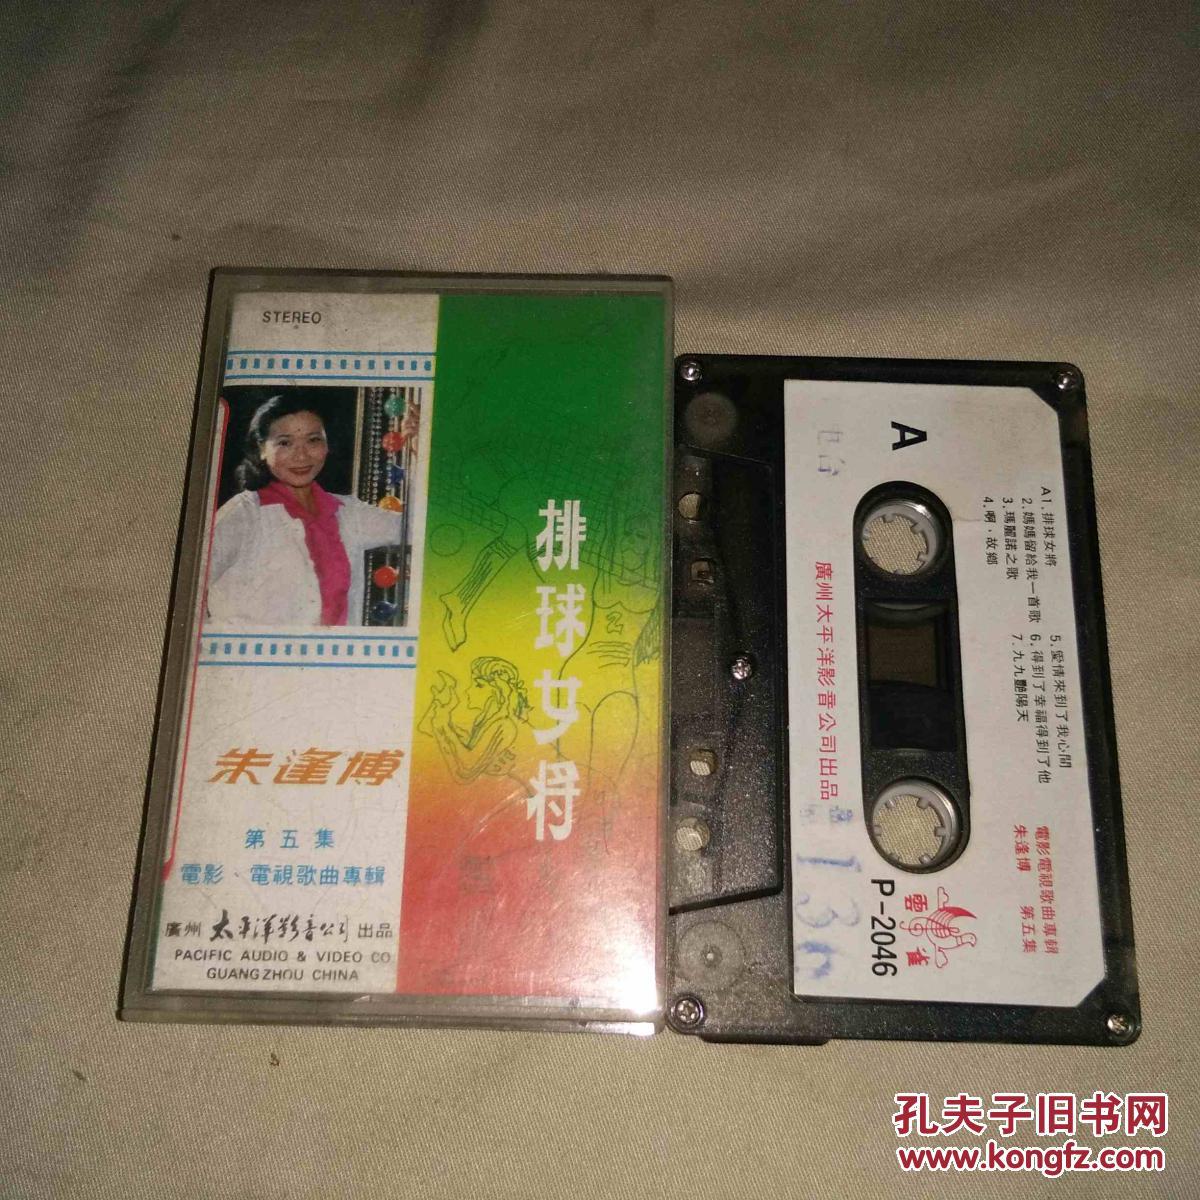 STEREO
排球女将
朱逢博
第五集
電影、電視歌曲專輯
廣州 太平洋影音公司 出品
PACIFIC AUDIO & VIDEO CO
GUANGZHOU CHINA
A
A1.排球女將
2.媽媽留給我一首歌
3.瑪麗諾之歌
4.啊，故鄉
5.愛情來到了我心間
6.得到了幸福得到了他
7.九九艷陽天
廣州太平洋影音公司出品
電影電視歌曲專輯
朱逢博 第五集
雲雀
P-2046
孔夫子旧书网
www.kongfz.com